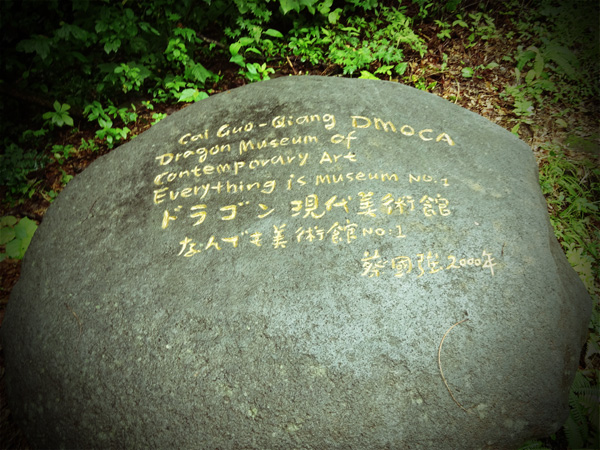 Cai Guo-Qiang DMOCA
Dragon Museum of
Contemporary Art
Everything is Museum No.1
ドラゴン 現代美術館
なんでも美術館 NO.1
蔡國强 2000年